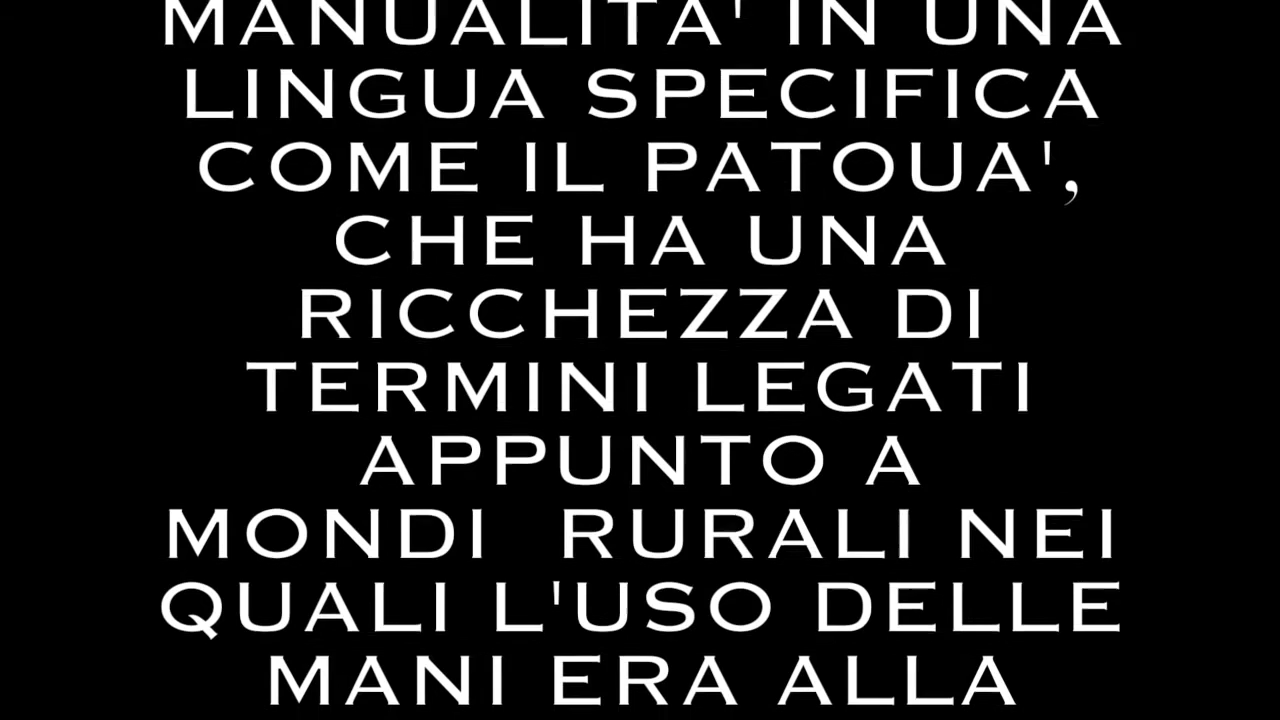 MANUALITA' IN UNA
LINGUA SPECIFICA
COME IL PATOUA',
CHE HA UNA
RICCHEZZA DI
TERMINI LEGATI
APPUNTO A
MONDI  RURALI NEI
QUALI L'USO DELLE
MANI ERA ALLA